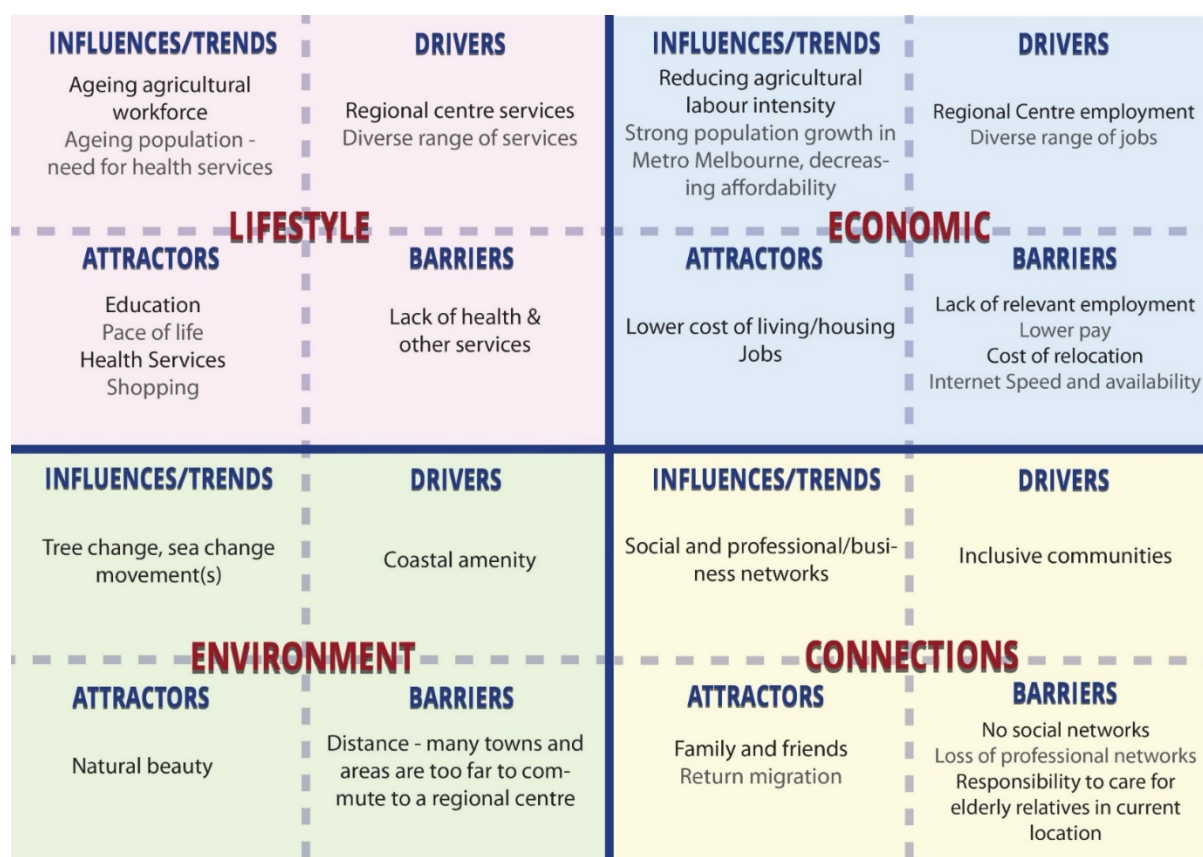 INFLUENCES/TRENDS
Ageing agricultural
workforce
Ageing population -
need for health services
DRIVERS
Regional centre services
Diverse range of services
LIFESTYLE
ATTRACTORS
Education
Pace of life
Health Services
Shopping
BARRIERS
Lack of health &
other services
INFLUENCES/TRENDS
Reducing agricultural
labour intensity
Strong population growth in
Metro Melbourne, decreas-
ing affordability
DRIVERS
Regional Centre employment
Diverse range of jobs
ECONOMIC
ATTRACTORS
Lower cost of living/housing
Jobs
BARRIERS
Lack of relevant employment
Lower pay
Cost of relocation
Internet Speed and availability
INFLUENCES/TRENDS
Tree change, sea change
movement(s)
DRIVERS
Coastal amenity
ENVIRONMENT
ATTRACTORS
Natural beauty
BARRIERS
Distance - many towns and
areas are too far to com-
mute to a regional centre
INFLUENCES/TRENDS
Social and professional/busi-
ness networks
DRIVERS
Inclusive communities
CONNECTIONS
ATTRACTORS
Family and friends
Return migration
BARRIERS
No social networks
Loss of professional networks
Responsibility to care for
elderly relatives in current
location